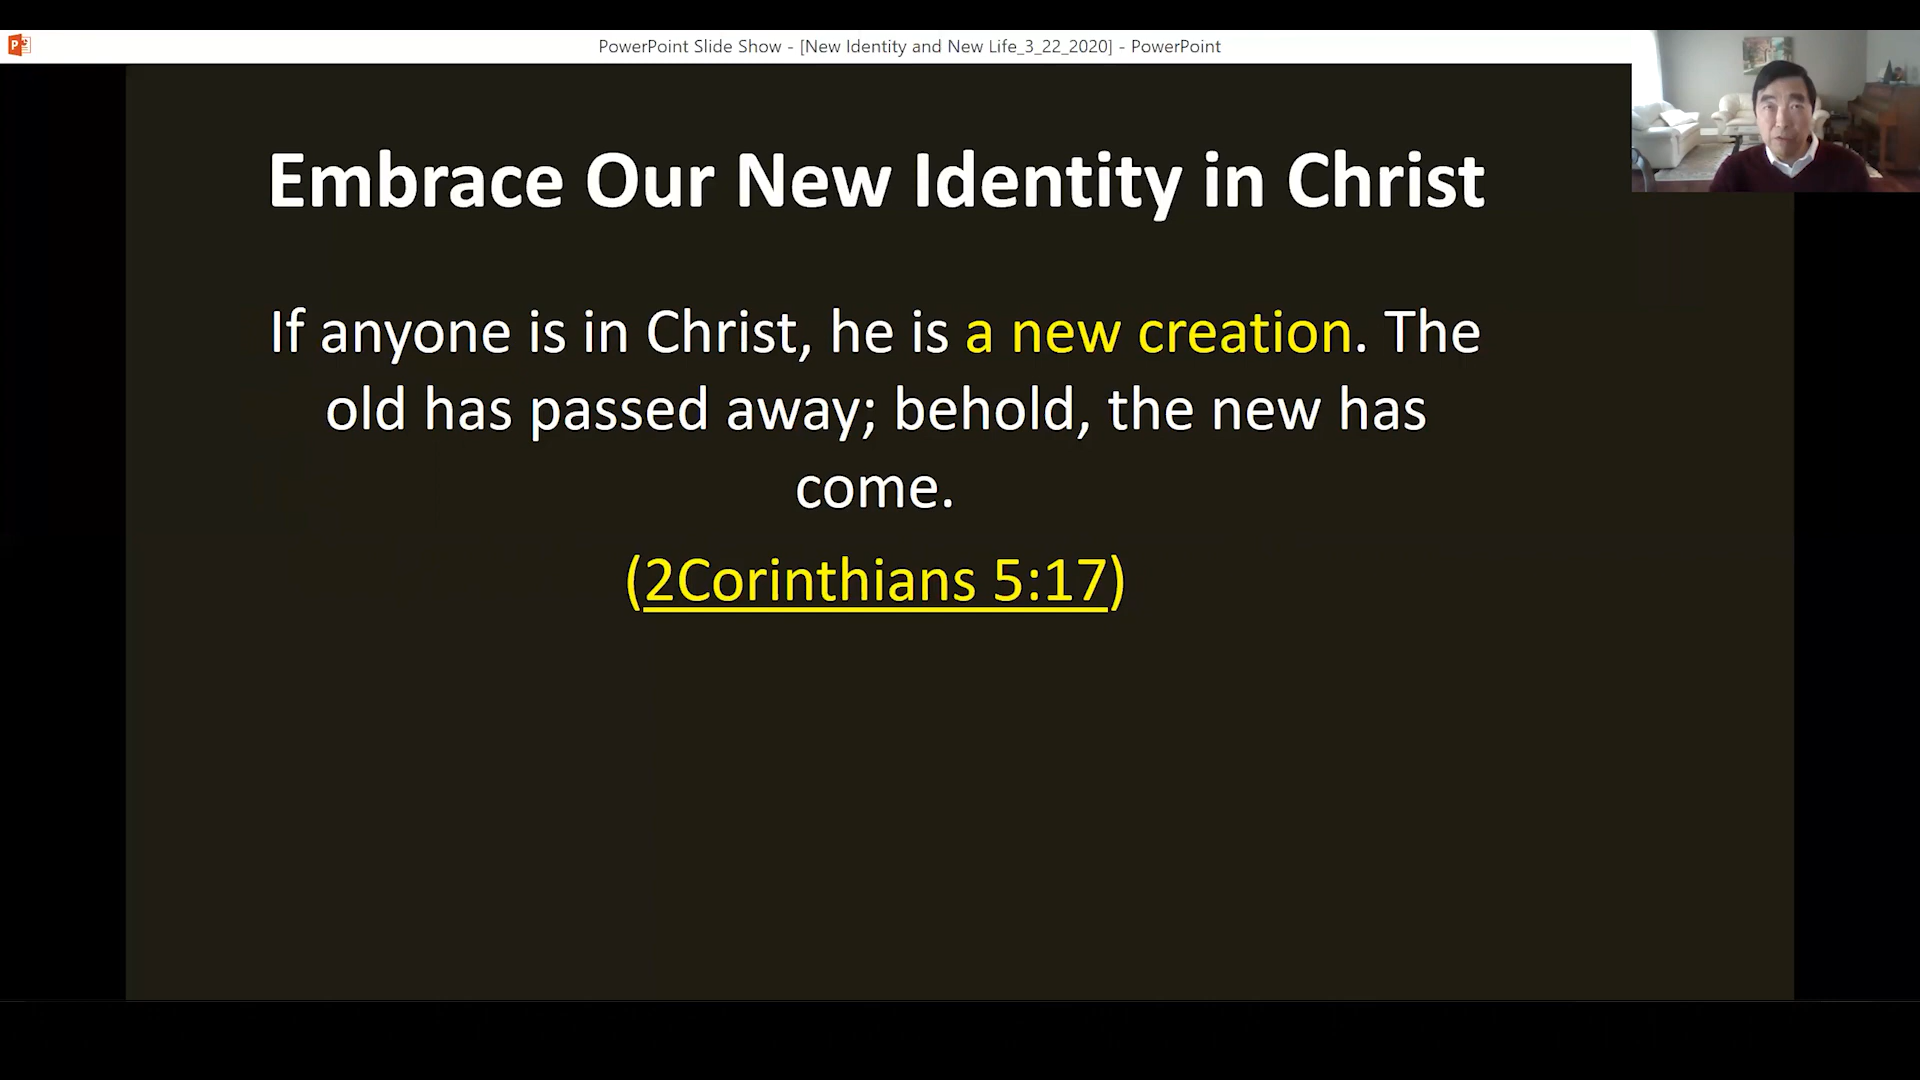 PowerPoint Slide Show - [New Identity and New Life_3_22_2020] - PowerPoint
Embrace Our New Identity in Christ
If anyone is in Christ, he is a new creation. The
old has passed away; behold, the new has
come.
(2Corinthians 5:17)